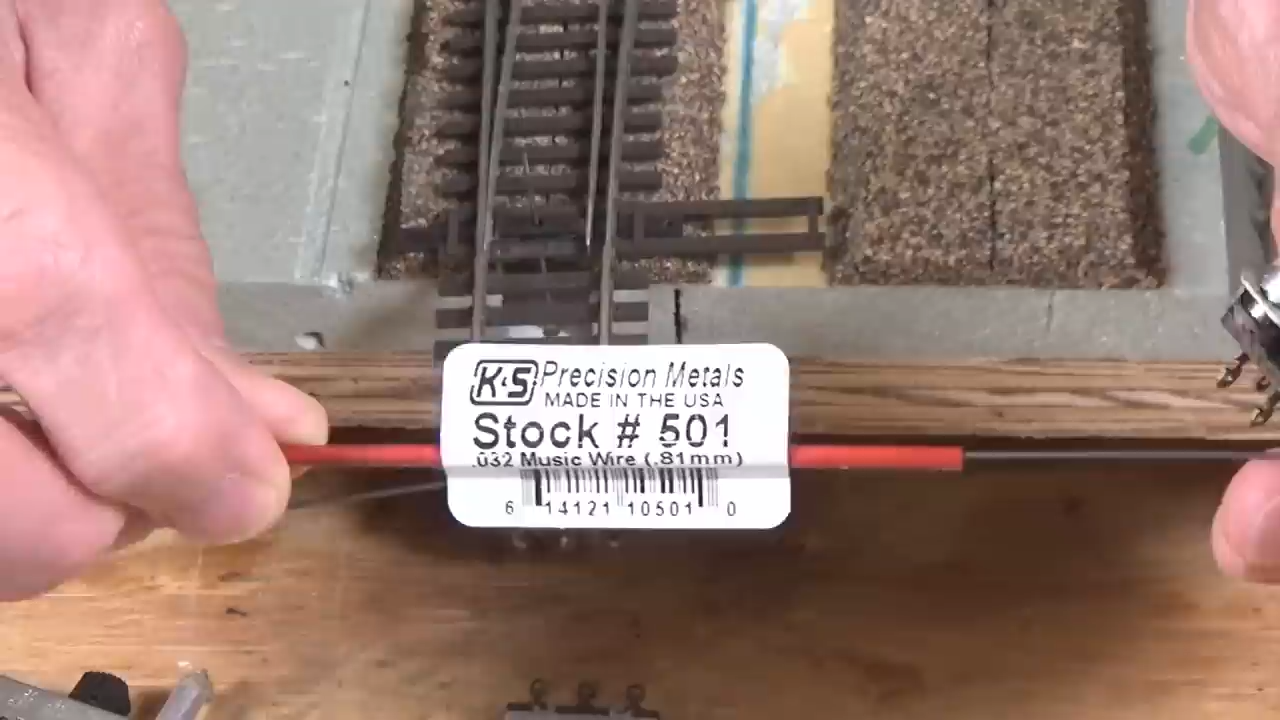 K&S Precision Metals
MADE IN THE USA
Stock # 501
.032 Music Wire (.81mm)
6 14121 10501 0